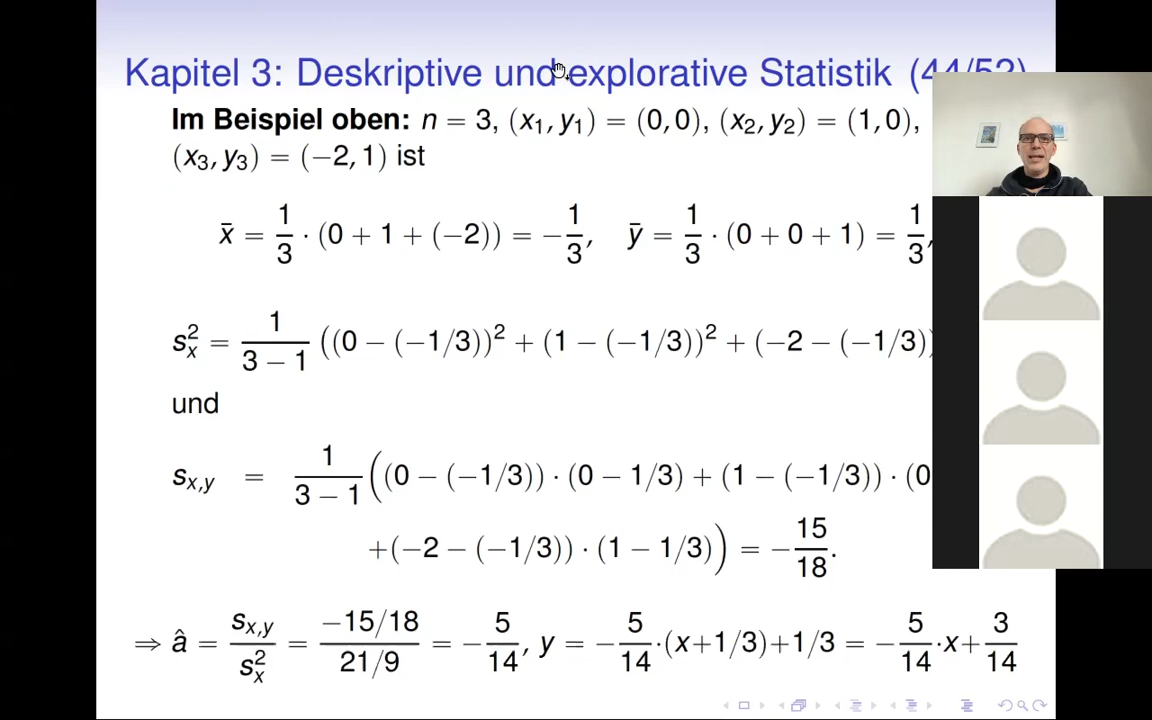 Kapitel 3: Deskriptive und explorative Statistik (44/52)
Im Beispiel oben: n = 3, (x₁, y₁) = (0, 0), (x₂, y₂) = (1, 0),
(x₃, y₃) = (−2, 1) ist
x̄ = 1/3 · (0 + 1 + (−2)) = −1/3, ȳ = 1/3 · (0 + 0 + 1) = 1/3,
s²ₓ = 1/(3 − 1) ((0 − (−1/3))² + (1 − (−1/3))² + (−2 − (−1/3))
und
sₓ,ᵧ = 1/(3 − 1) ((0 − (−1/3)) · (0 − 1/3) + (1 − (−1/3)) · (0
+(−2 − (−1/3)) · (1 − 1/3)) = −15/18.
⇒ â = sₓ,ᵧ/s²ₓ = (−15/18)/(21/9) = −5/14, y = −5/14·(x+1/3)+1/3 = −5/14·x+3/14